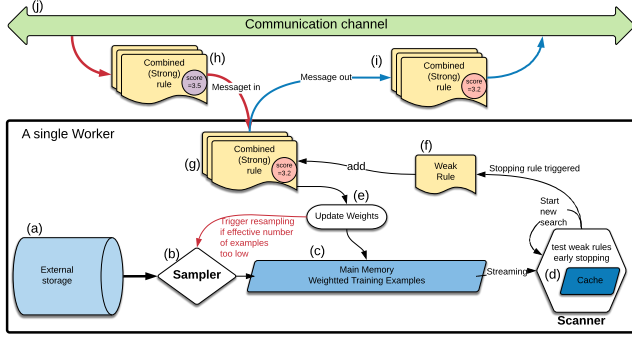 (j)
Communication channel
Combined
(Strong)
rule
score
=3.5
(h)
Messaget in
Message out
(i)
Combined
(Strong)
rule
score
=3.2
A single Worker
(g)
Combined
(Strong)
rule
score
=3.2
add
(f)
Weak
Rule
Stopping rule triggered
(e)
Update Weights
Start
new
search
(a)
External
storage
(b)
Sampler
Trigger resampling
if effective number
of examples
too low
(c)
Main Memory
Weightted Training Examples
Streaming
test weak rules
early stopping
(d)
Cache
Scanner